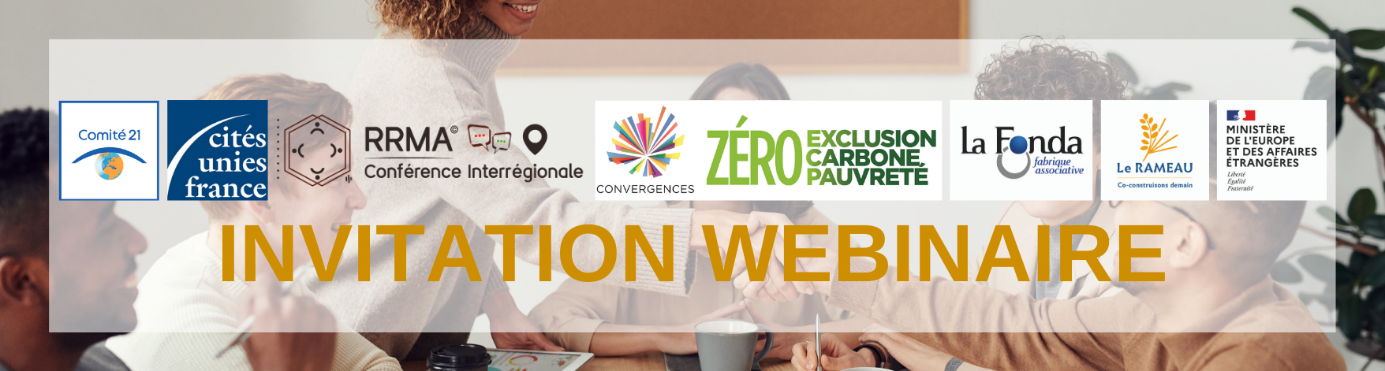 Comité 21
cités
unies
france
RRMA©
Conférence Interrégionale
CONVERGENCES
ZÉRO
EXCLUSION
CARBONE,
PAUVRETÉ
la Fonda
fabrique
associative
Le RAMEAU
Co-construisons demain
MINISTÈRE
DE L'EUROPE
ET DES AFFAIRES
ÉTRANGÈRES
Liberté
Égalité
Fraternité
INVITATION WEBINAIRE